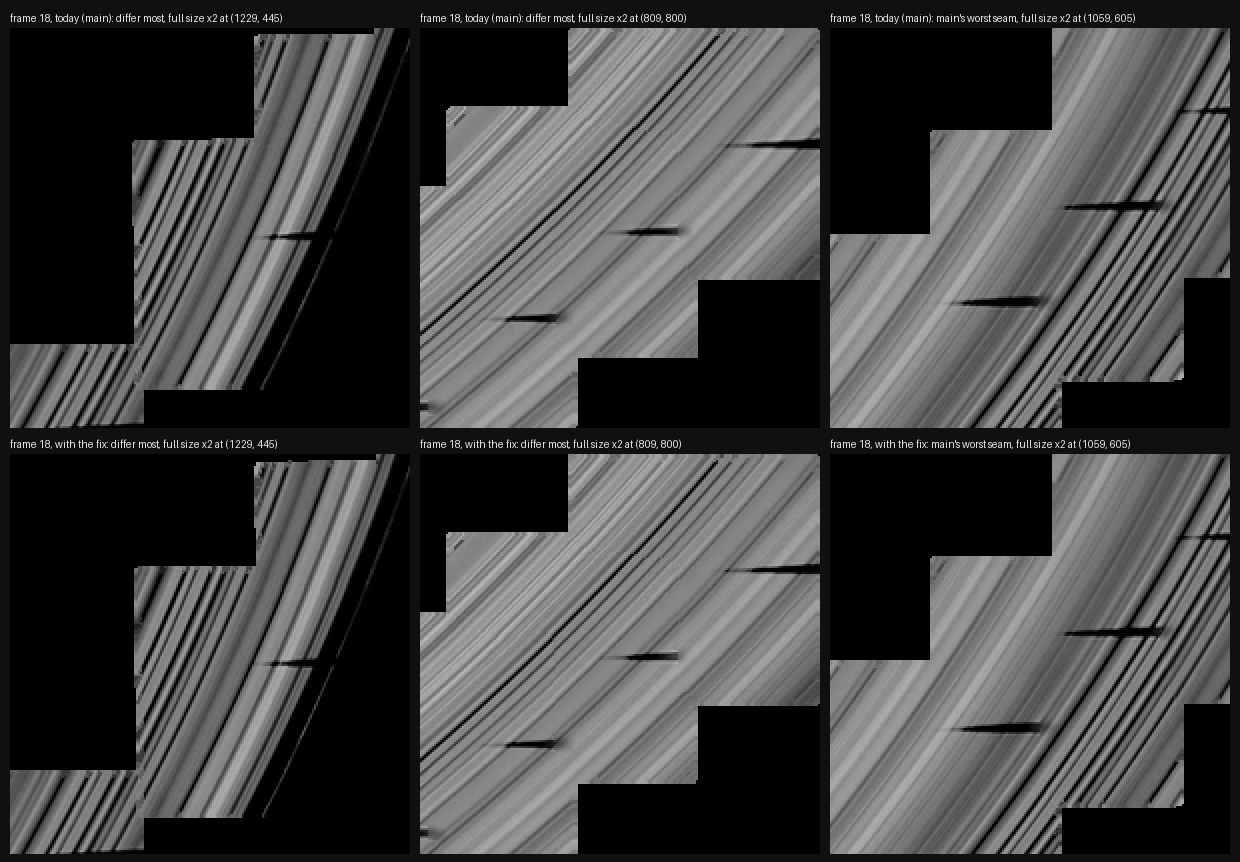 frame 18, today (main): differ most, full size x2 at (1229, 445)
frame 18, today (main): differ most, full size x2 at (809, 800)
frame 18, today (main): main's worst seam, full size x2 at (1059, 605)
frame 18, with the fix: differ most, full size x2 at (1229, 445)
frame 18, with the fix: differ most, full size x2 at (809, 800)
frame 18, with the fix: main's worst seam, full size x2 at (1059, 605)